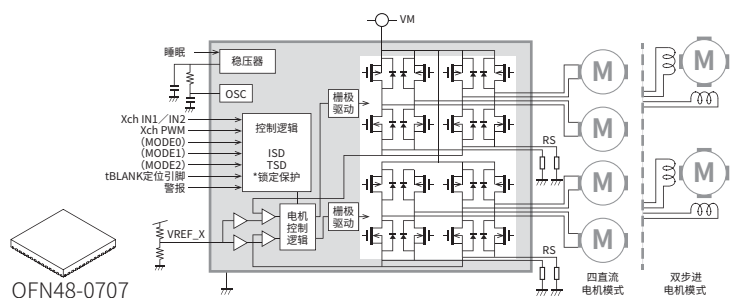 VM
睡眠
稳压器
OSC
Xch IN1／IN2
Xch PWM
（MODE0）
（MODE1）
（MODE2）
tBLANK定位引脚
警报
控制逻辑
ISD
TSD
*锁定保护
栅极
驱动
电机
控制
逻辑
栅极
驱动
VREF_X
RS
RS
M
M
M
M
M
M
四直流
电机模式
双步进
电机模式
QFN48-0707